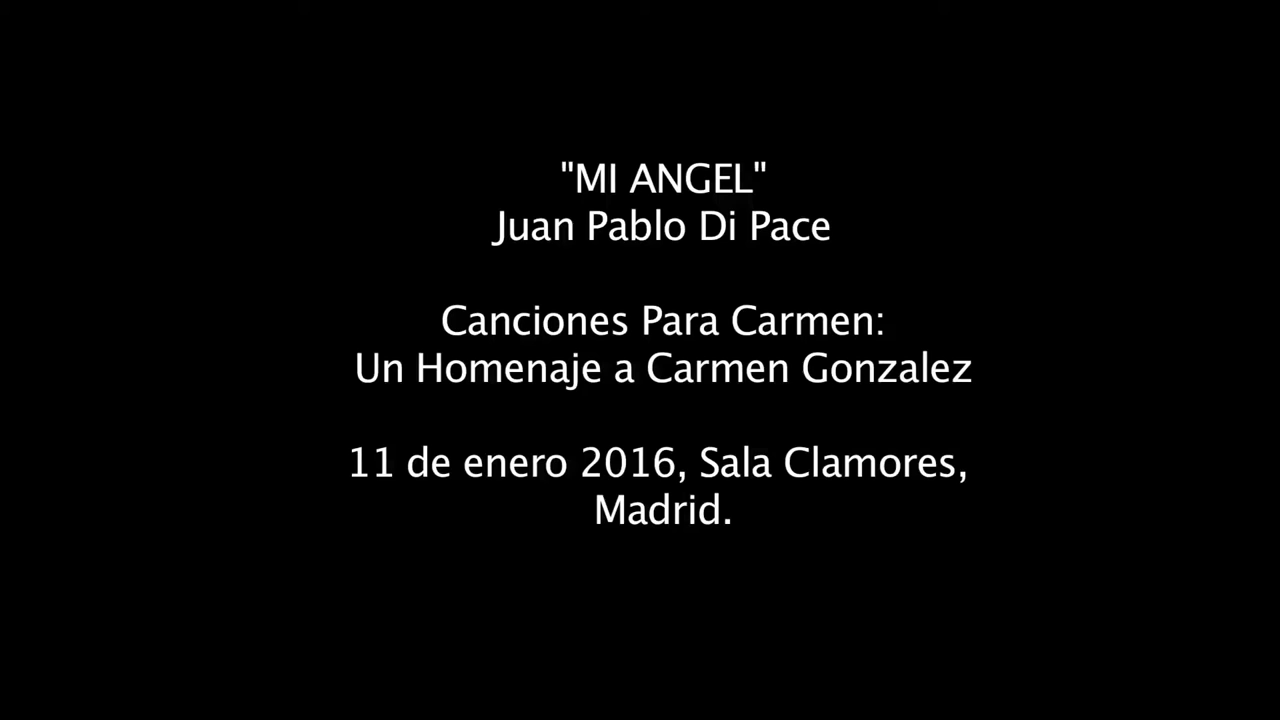 "MI ANGEL"
Juan Pablo Di Pace
Canciones Para Carmen:
Un Homenaje a Carmen Gonzalez
11 de enero 2016, Sala Clamores,
Madrid.